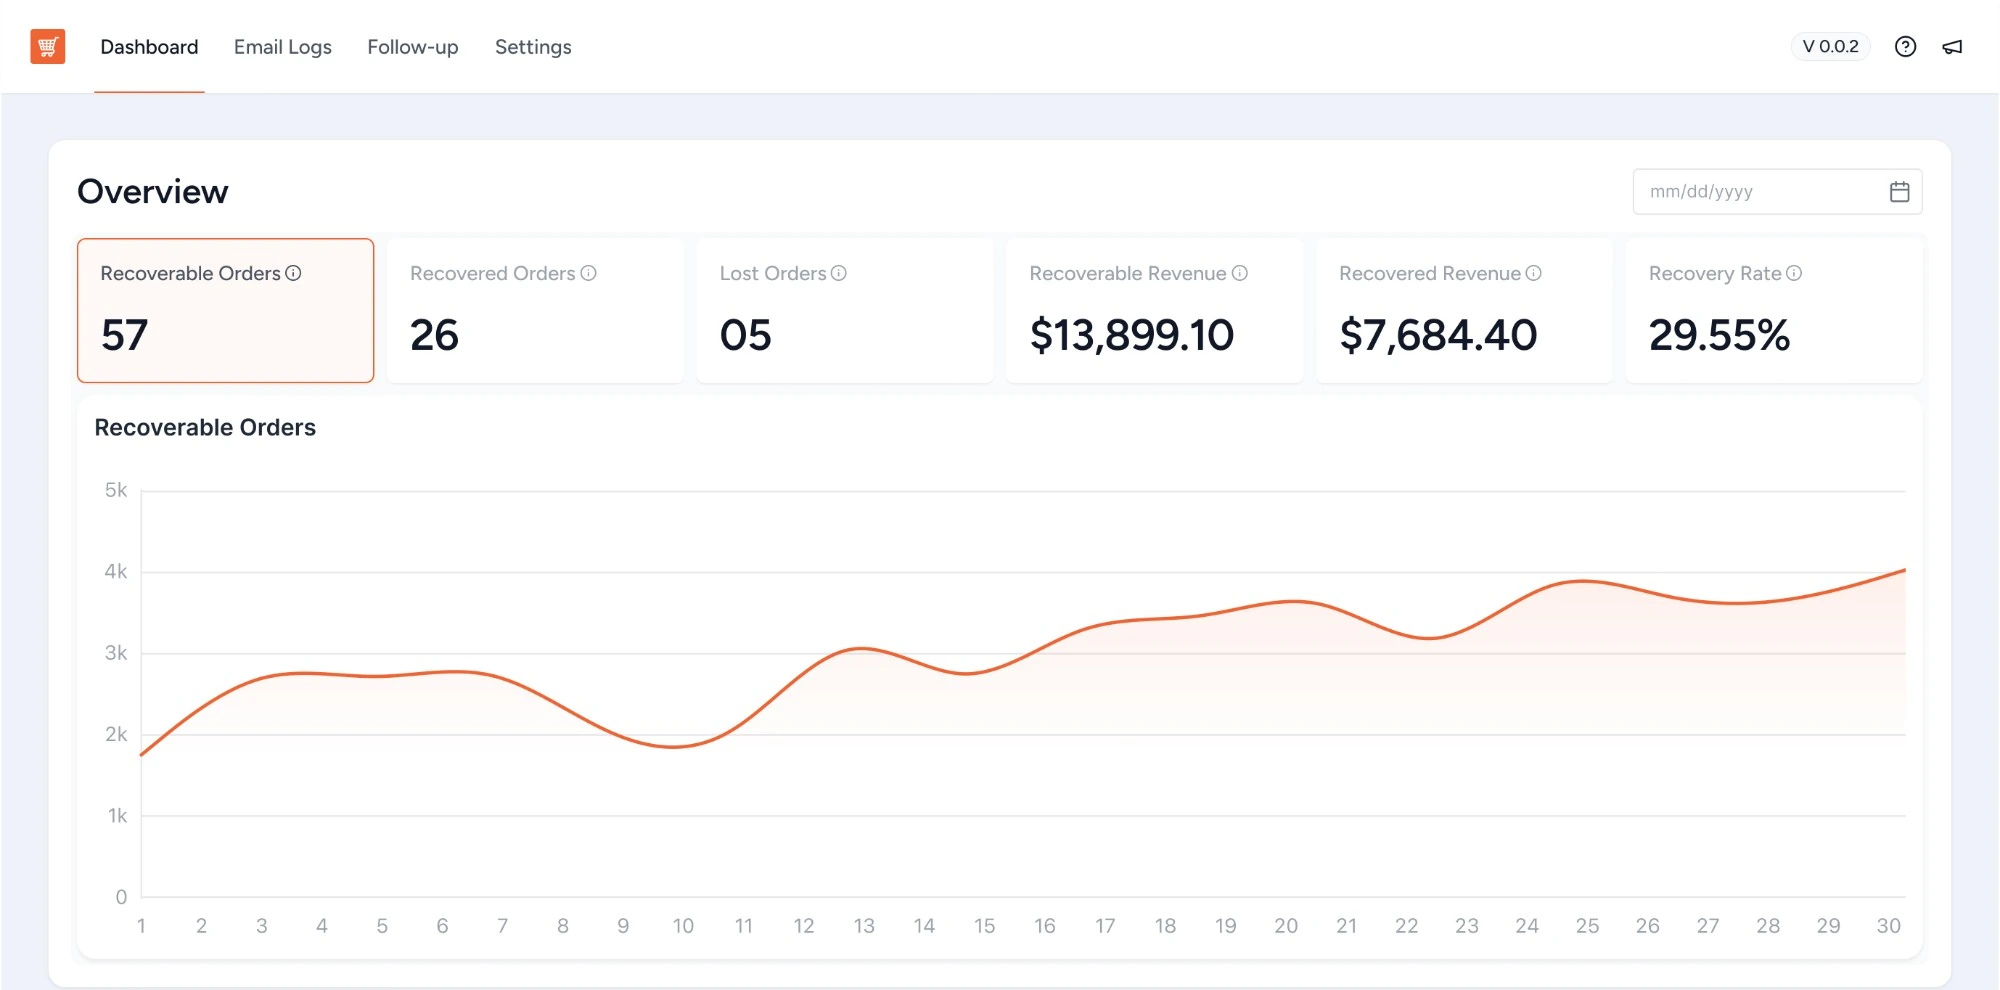 Dashboard Email Logs Follow-up Settings V 0.0.2
Overview mm/dd/yyyy
Recoverable Orders Recovered Orders Lost Orders Recoverable Revenue Recovered Revenue Recovery Rate
57 26 05 $13,899.10 $7,684.40 29.55%
Recoverable Orders
5k
4k
3k
2k
1k
0
1 2 3 4 5 6 7 8 9 10 11 12 13 14 15 16 17 18 19 20 21 22 23 24 25 26 27 28 29 30